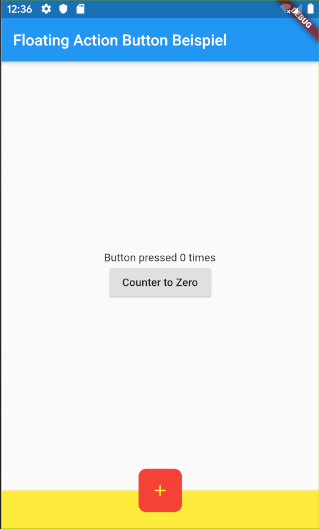 12:36
DEBUG
Floating Action Button Beispiel
Button pressed 0 times
Counter to Zero
+